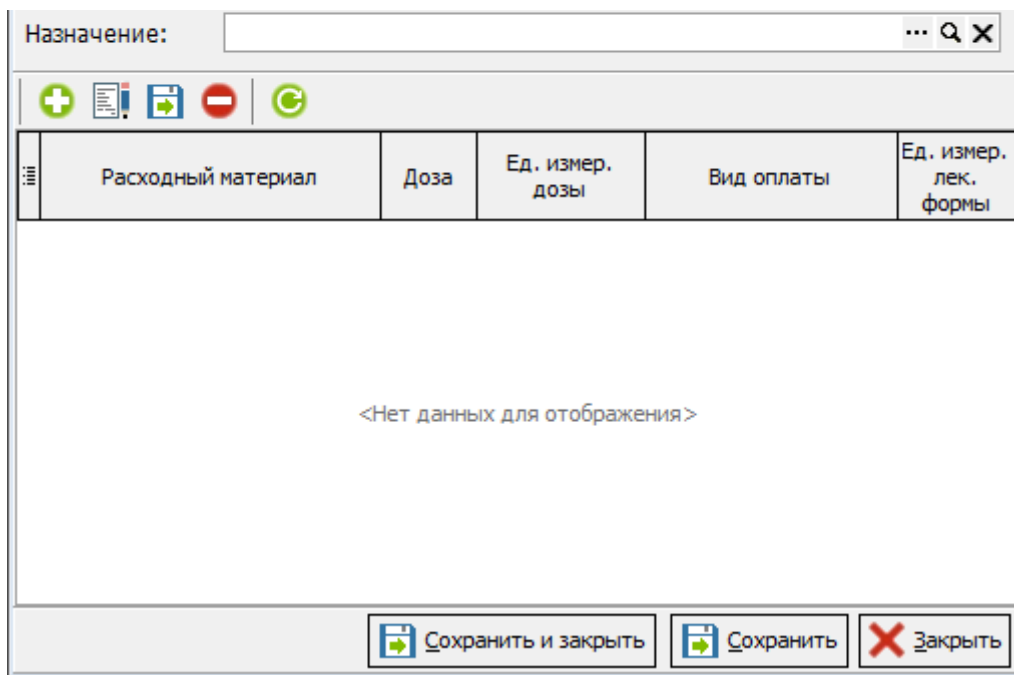 Назначение:
Расходный материал
Доза
Ед. измер.
дозы
Вид оплаты
Ед. измер.
лек.
формы
<Нет данных для отображения>
Сохранить и закрыть
Сохранить
Закрыть